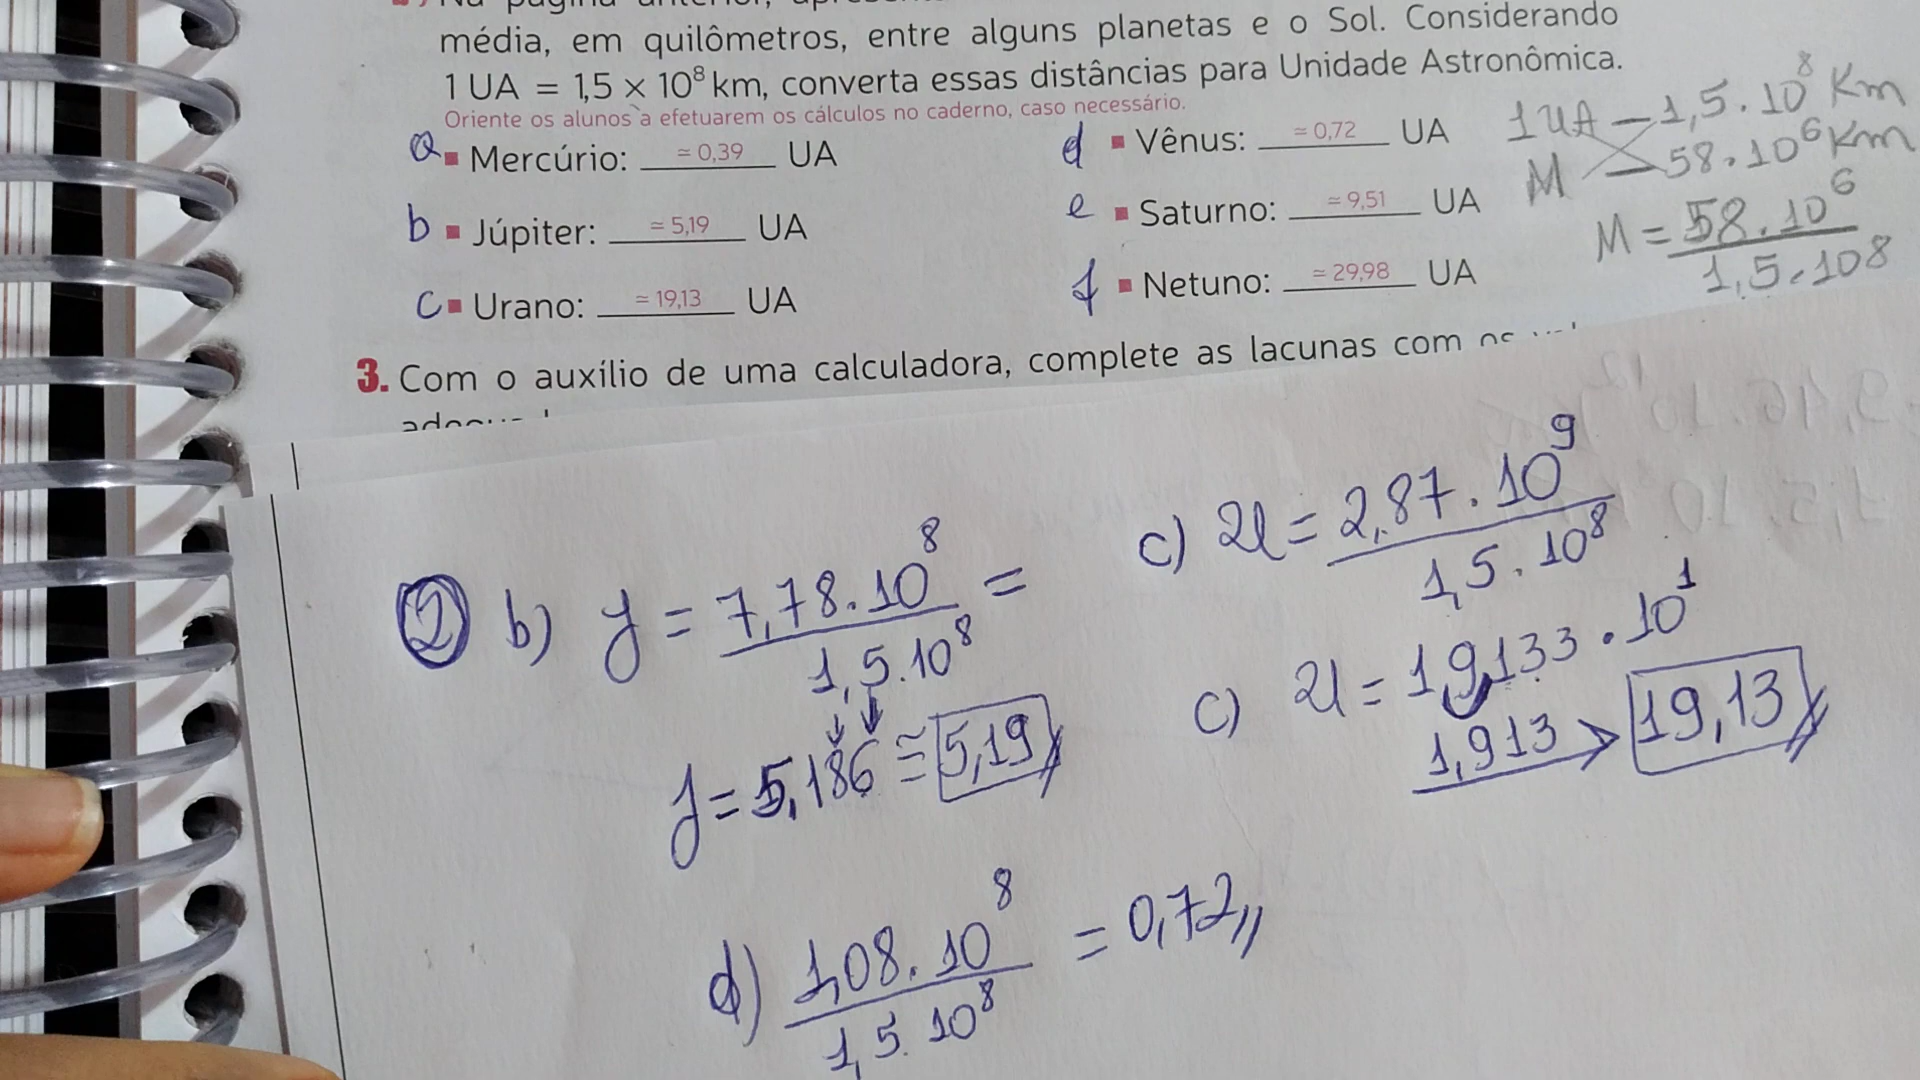 média, em quilômetros, entre alguns planetas e o Sol. Considerando
1 UA = 1,5 × 10⁸ km, converta essas distâncias para Unidade Astronômica.
Oriente os alunos a efetuarem os cálculos no caderno, caso necessário.
a ▪ Mercúrio: ≃ 0,39 UA
d ▪ Vênus: ≃ 0,72 UA
b ▪ Júpiter: ≃ 5,19 UA
e ▪ Saturno: ≃ 9,51 UA
c ▪ Urano: ≃ 19,13 UA
f ▪ Netuno: ≃ 29,98 UA
1 UA — 1,5 . 10⁸ Km
M — 58 . 10⁶ Km
M = 58 . 10⁶
1,5 . 10⁸
3. Com o auxílio de uma calculadora, complete as lacunas com os
2 b) J = 7,78 . 10⁸ =
1,5 . 10⁸
J = 5,186 ≅ 5,19
c) U = 2,87 . 10⁹
1,5 . 10⁸
c) U = 19,133 . 10¹
1,913 > 19,13
d) 1,08 . 10⁸ = 0,72
1,5 . 10⁸